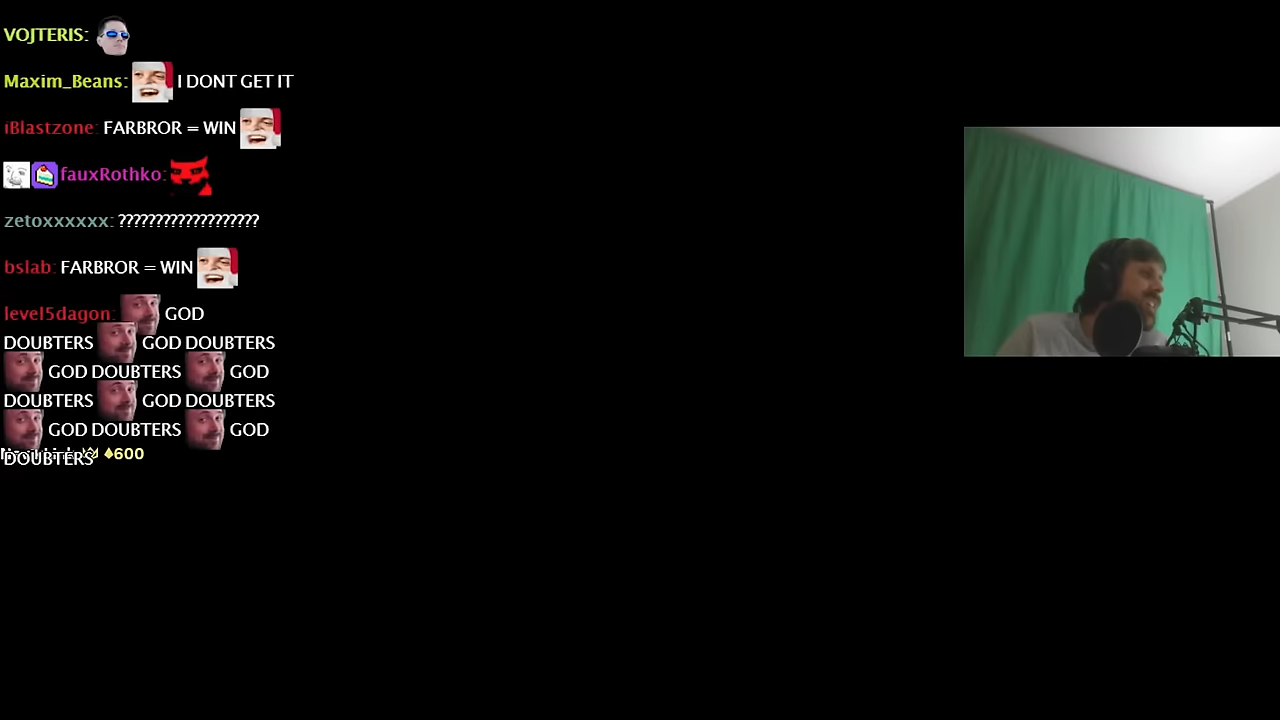 VOJTERIS:
Maxim_Beans: I DONT GET IT
iBlastzone: FARBROR = WIN
fauxRothko:
zetoxxxxxx: ???????????????????
bslab: FARBROR = WIN
level5dagon: GOD
DOUBTERS GOD DOUBTERS
GOD DOUBTERS GOD
DOUBTERS GOD DOUBTERS
GOD DOUBTERS GOD
600
DOUBTERS